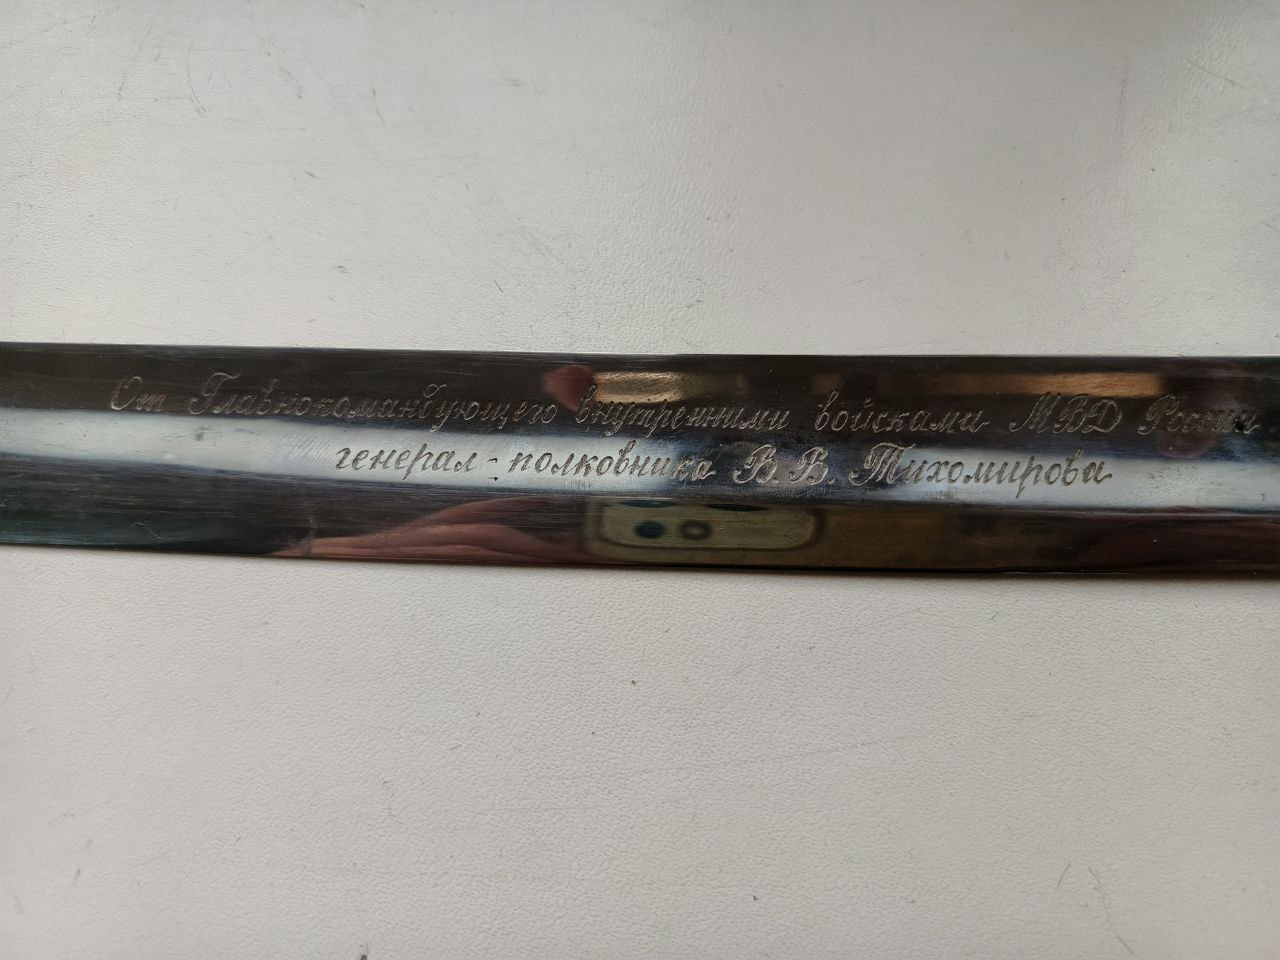 От Главнокомандующего внутренними войсками МВД России
генерал-полковника В.В. Тихомирова